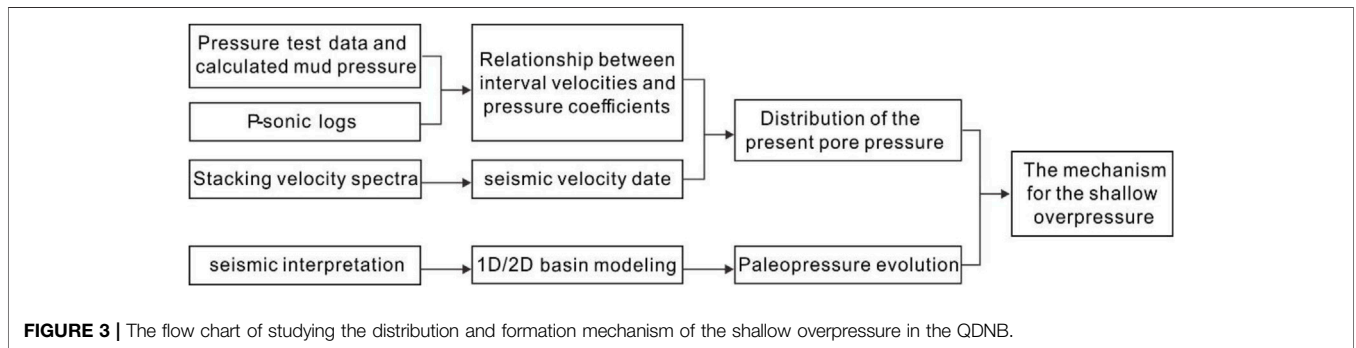 Pressure test data and
calculated mud pressure
P-sonic logs
Stacking velocity spectra
seismic interpretation
Relationship between
interval velocities and
pressure coefficients
seismic velocity date
1D/2D basin modeling
Distribution of the
present pore pressure
Paleopressure evolution
The mechanism
for the shallow
overpressure
FIGURE 3 | The flow chart of studying the distribution and formation mechanism of the shallow overpressure in the QDNB.